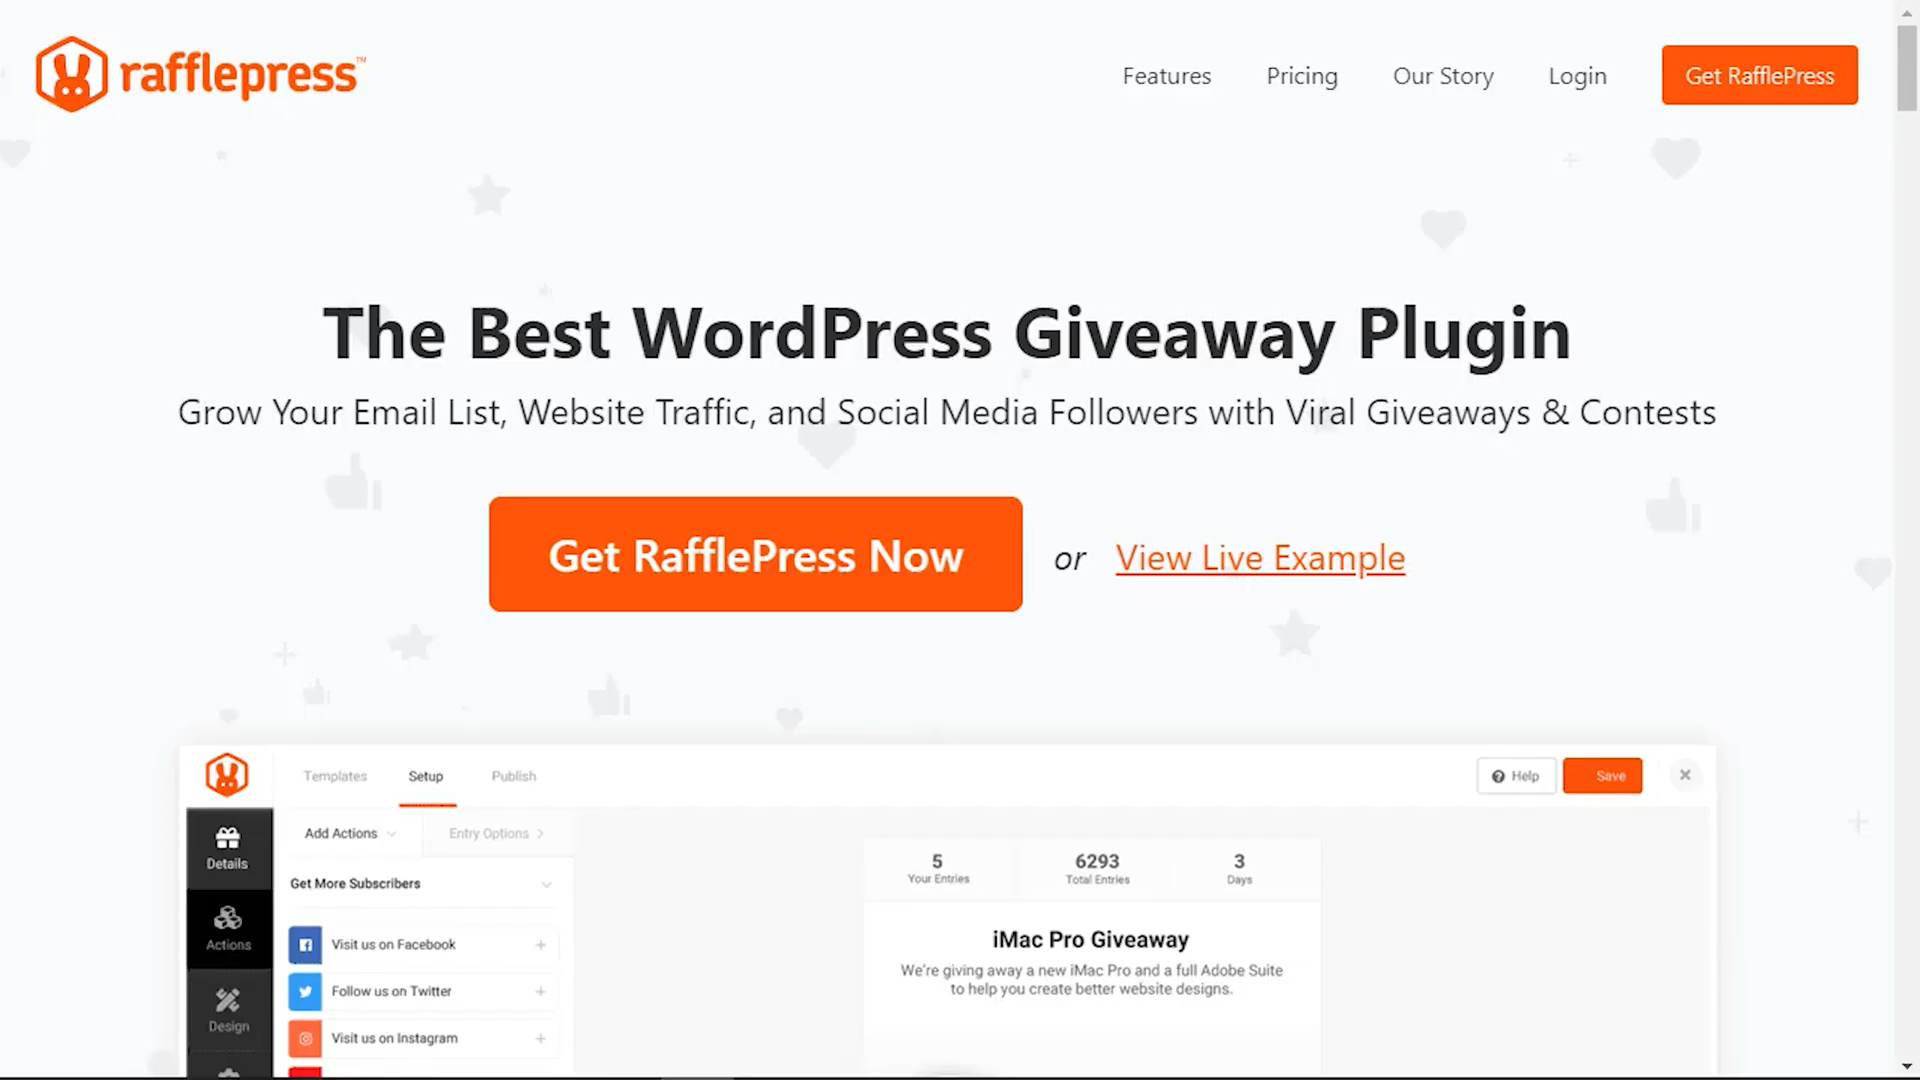 rafflepress™
Features Pricing Our Story Login Get RafflePress
The Best WordPress Giveaway Plugin
Grow Your Email List, Website Traffic, and Social Media Followers with Viral Giveaways & Contests
Get RafflePress Now or View Live Example
Templates Setup Publish Help Save
Add Actions Entry Options
Details
Get More Subscribers
Actions
Visit us on Facebook
Follow us on Twitter
Design
Visit us on Instagram
5 6293 3
Your Entries Total Entries Days
iMac Pro Giveaway
We're giving away a new iMac Pro and a full Adobe Suite
to help you create better website designs.